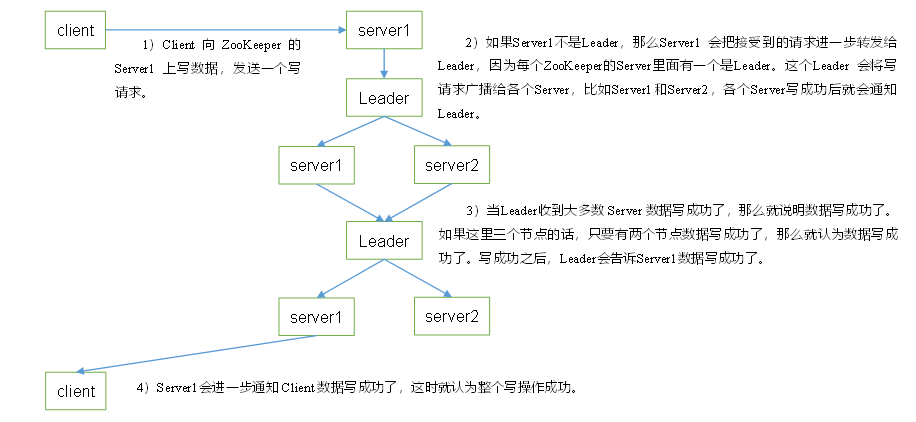 client
server1
1）Client 向 ZooKeeper 的
Server1 上写数据，发送一个写
请求。
2）如果Server1不是Leader，那么Server1 会把接受到的请求进一步转发给
Leader，因为每个ZooKeeper的Server里面有一个是Leader。这个Leader 会将写
请求广播给各个Server，比如Server1和Server2，各个Server写成功后就会通知
Leader。
Leader
server1
server2
3）当Leader收到大多数 Server 数据写成功了，那么就说明数据写成功了。
如果这里三个节点的话，只要有两个节点数据写成功了，那么就认为数据写成
功了。写成功之后，Leader会告诉Server1数据写成功了。
Leader
server1
server2
client
4）Server1会进一步通知 Client数据写成功了，这时就认为整个写操作成功。